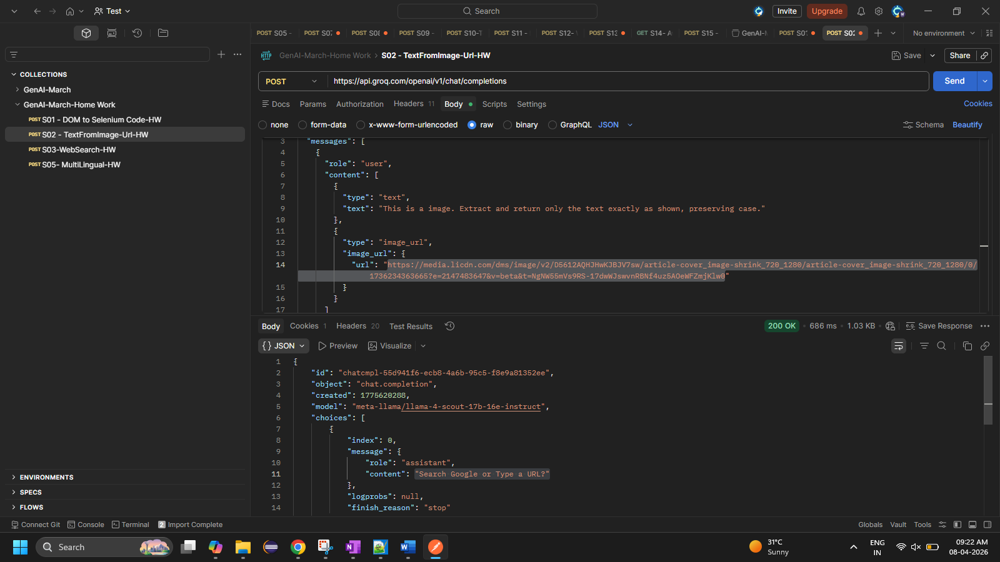 Test
Search
Invite
Upgrade
POST S05 -
POST S07
POST S08
POST S09 -
POST S10-T
POST S11 -
POST S12-
POST S13
GET S14- A
POST S15 -
GenAI-M
POST S01
POST S02
No environment
GenAI-March-Home Work > S02 - TextFromImage-Url-HW
Save
Share
COLLECTIONS
GenAI-March
GenAI-March-Home Work
POST S01 - DOM to Selenium Code-HW
POST S02 - TextFromImage-Url-HW
POST S03-WebSearch-HW
POST S05- MultiLingual-HW
ENVIRONMENTS
SPECS
FLOWS
HTTP
POST
https://api.groq.com/openai/v1/chat/completions
Send
Docs Params Authorization Headers 11 Body Scripts Settings
Cookies
none form-data x-www-form-urlencoded raw binary GraphQL JSON
Schema Beautify
3 "messages": [
4 {
5 "role": "user",
6 "content": [
7 {
8 "type": "text",
9 "text": "This is a image. Extract and return only the text exactly as shown, preserving case."
10 },
11 {
12 "type": "image_url",
13 "image_url": {
14 "url": "https://media.licdn.com/dms/image/v2/D5612AQHJHwKJBJV7sw/article-cover_image-shrink_720_1280/article-cover_image-shrink_720_1280/0/
1736234363665?e=2147483647&v=beta&t=NgNW55mVs9RS-17dwWJswvnRBNf4uz5AOeWFZmjKlw0"
15 }
16 }
17 ]
Body Cookies 1 Headers 20 Test Results
200 OK • 686 ms • 1.03 KB
e.g. Save Response
{} JSON Preview Visualize
1 {
2 "id": "chatcmpl-55d941f6-ecb8-4a6b-95c5-f8e9a81352ee",
3 "object": "chat.completion",
4 "created": 1775620288,
5 "model": "meta-llama/llama-4-scout-17b-16e-instruct",
6 "choices": [
7 {
8 "index": 0,
9 "message": {
10 "role": "assistant",
11 "content": "Search Google or Type a URL?"
12 },
13 "logprobs": null,
14 "finish_reason": "stop"
Connect Git Console Terminal 2 Import Complete
Globals Vault Tools
Search
31°C
Sunny
ENG
IN
09:22 AM
08-04-2026